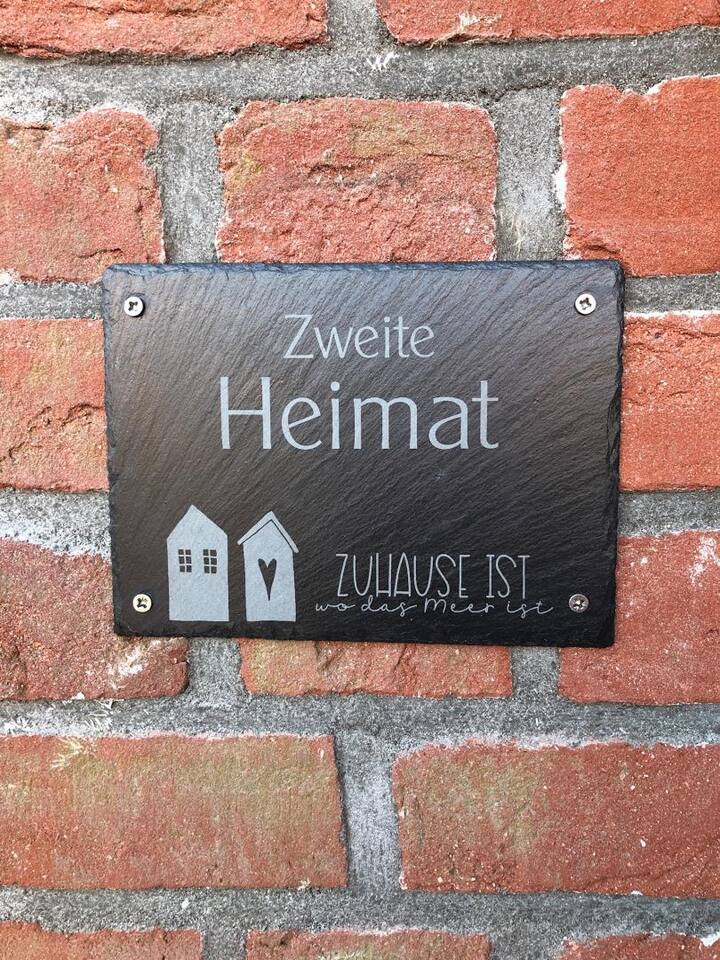 Zweite
Heimat
ZUHAUSE IST
wo das Meer ist